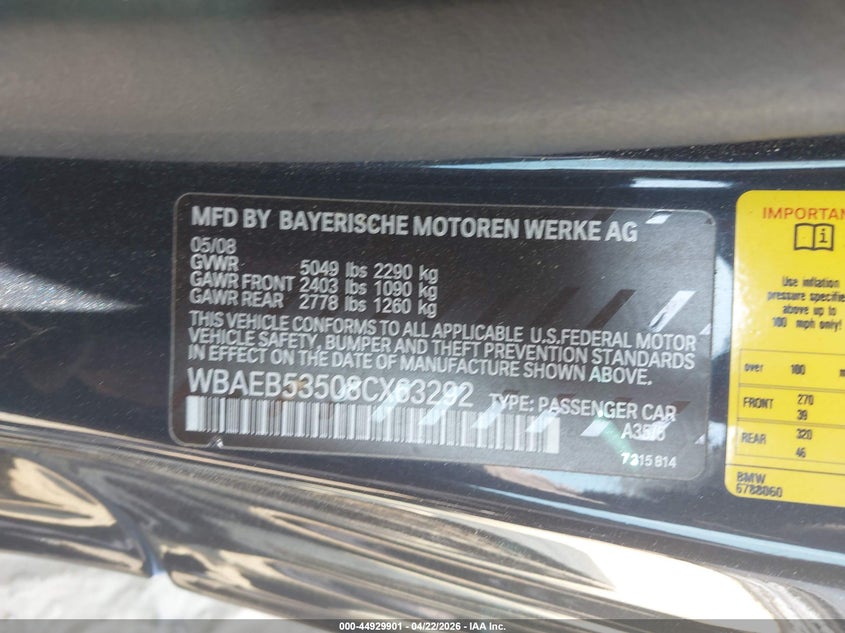 MFD BY BAYERISCHE MOTOREN WERKE AG
05/08
GVWR 5049 lbs 2290 kg
GAWR FRONT 2403 lbs 1090 kg
GAWR REAR 2778 lbs 1260 kg
THIS VEHICLE CONFORMS TO ALL APPLICABLE U.S.FEDERAL MOTOR
VEHICLE SAFETY, BUMPER AND THEFT PREVENTION STANDARDS
IN EFFECT ON THE DATE OF MANUFACTURE SHOWN ABOVE
WBAEB53508CX63292
TYPE: PASSENGER CAR
7315814
IMPORTAN
Use inflation
pressure specifie
above up to
100 mph only!
over 100 m
FRONT 270
39
REAR 320
46
BMW
6788060
000-44929901 - 04/22/2026 - © IAA Inc.